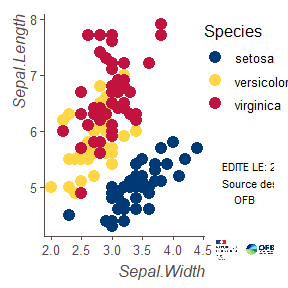 Species
setosa
versicolor
virginica
EDITE LE: 2
Source des
OFB
Sepal.Length
8
7
6
5
2.0 2.5 3.0 3.5 4.0 4.5
Sepal.Width
OFB